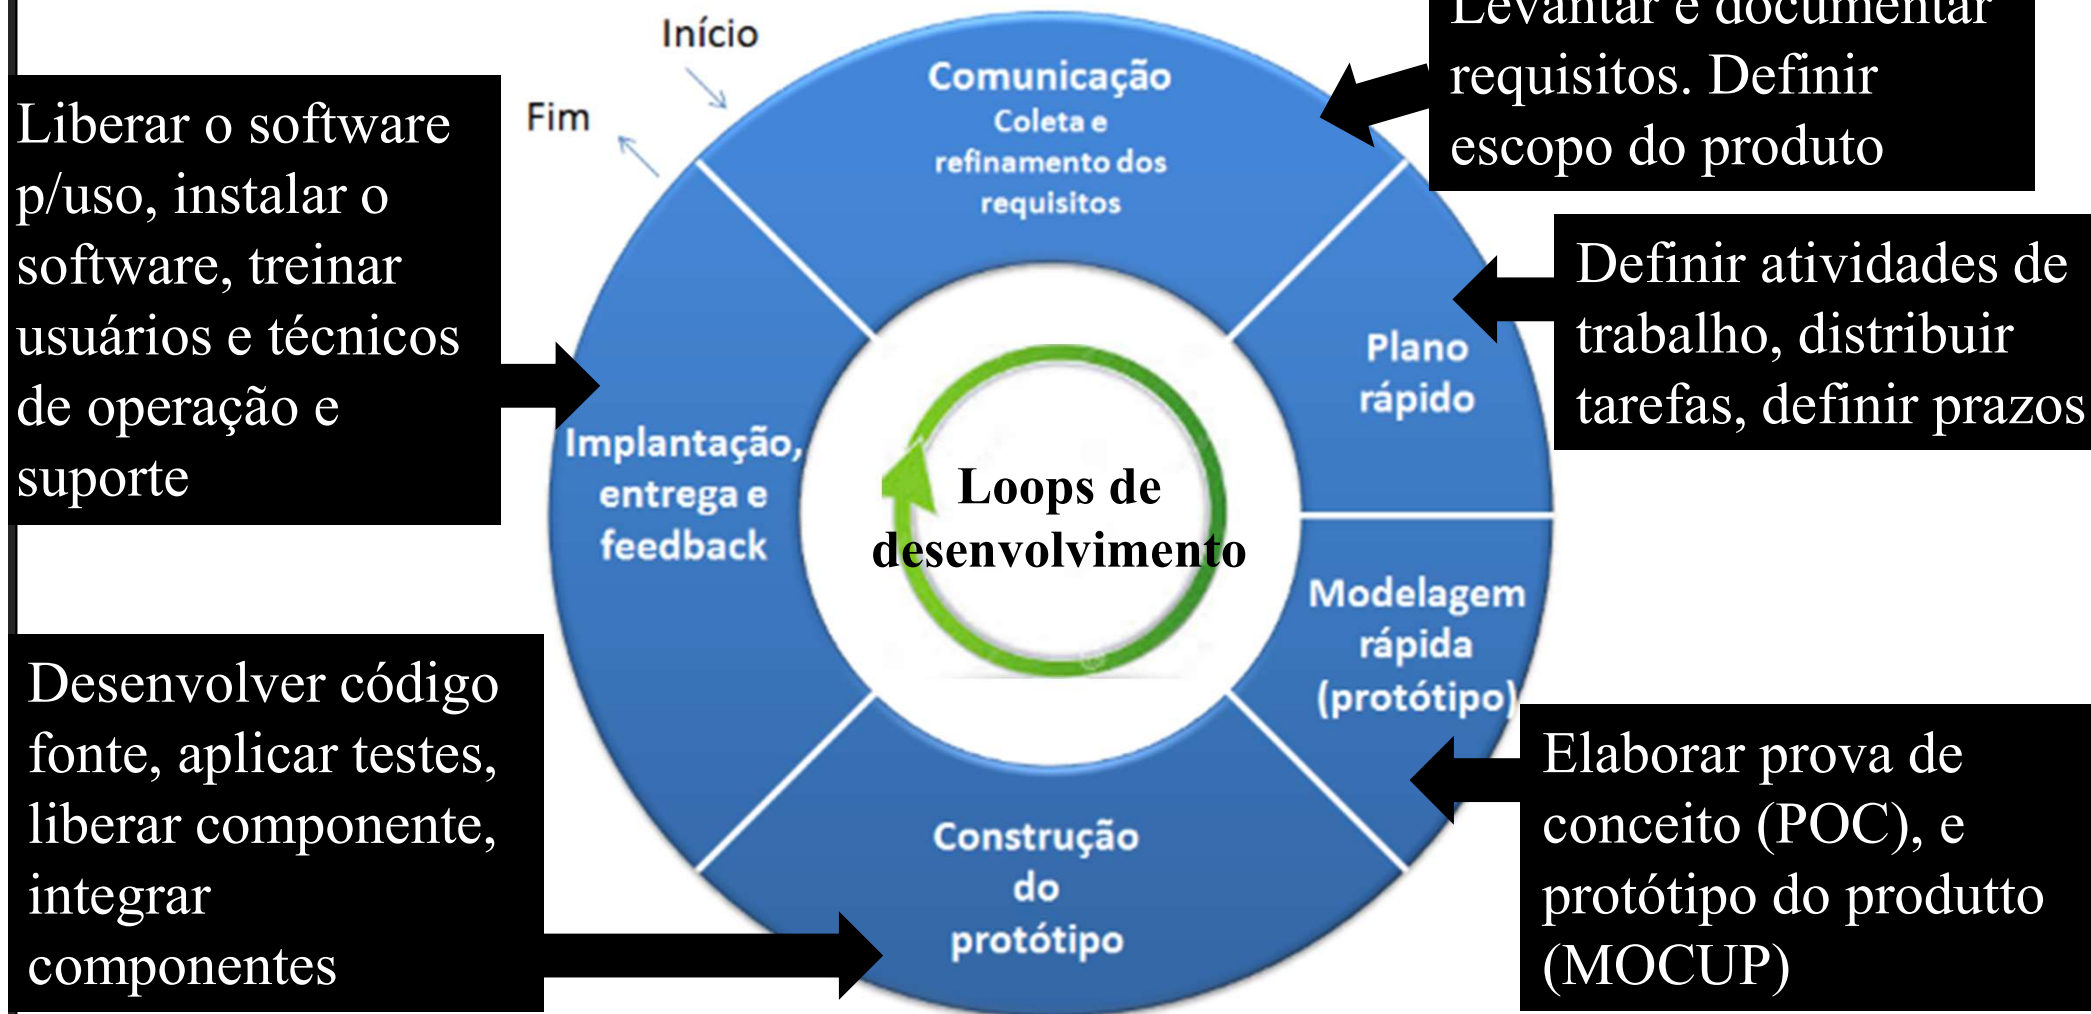 Início
Fim
Comunicação
Coleta e
refinamento dos
requisitos
Levantar e documentar
requisitos. Definir
escopo do produto
Liberar o software
p/uso, instalar o
software, treinar
usuários e técnicos
de operação e
suporte
Definir atividades de
trabalho, distribuir
tarefas, definir prazos
Plano
rápido
Implantação,
entrega e
feedback
Loops de
desenvolvimento
Modelagem
rápida
(protótipo)
Desenvolver código
fonte, aplicar testes,
liberar componente,
integrar
componentes
Construção
do
protótipo
Elaborar prova de
conceito (POC), e
protótipo do produtto
(MOCUP)